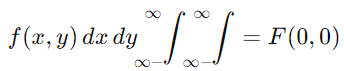 f(x, y) dx dy ∫_{∞−}^{∞} ∫_{∞−}^{∞} = F(0, 0)